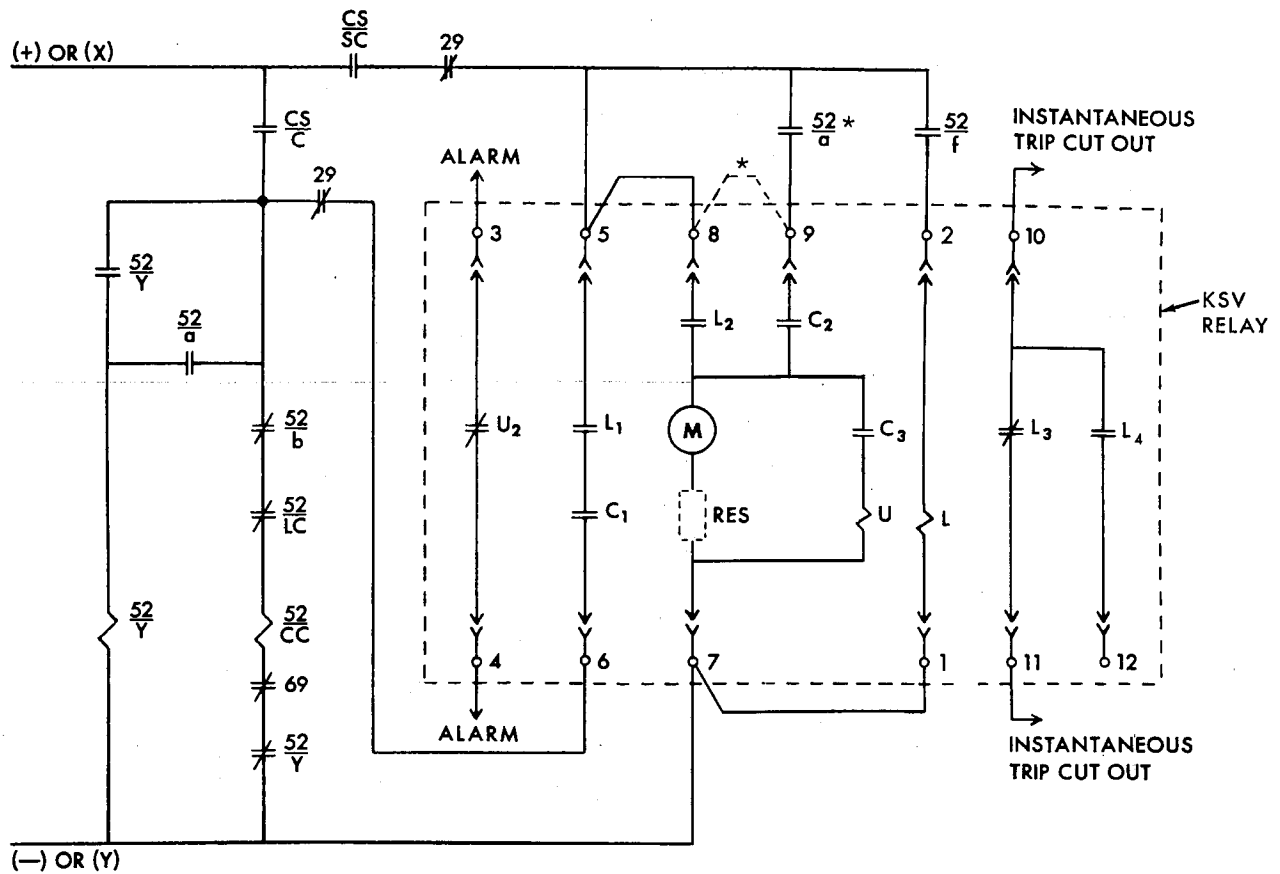 CS
SC
29
(+) OR (X)
CS
C
52
a *
52
f
INSTANTANEOUS
TRIP CUT OUT
ALARM
*
29
3
5
8
9
2
10
52
Y
KSV
RELAY
L2
C2
52
a
52
b
U2
L1
M
C3
L3
L4
52
LC
C1
RES
U
L
52
Y
52
CC
4
6
7
1
11
12
69
ALARM
52
Y
INSTANTANEOUS
TRIP CUT OUT
(—) OR (Y)